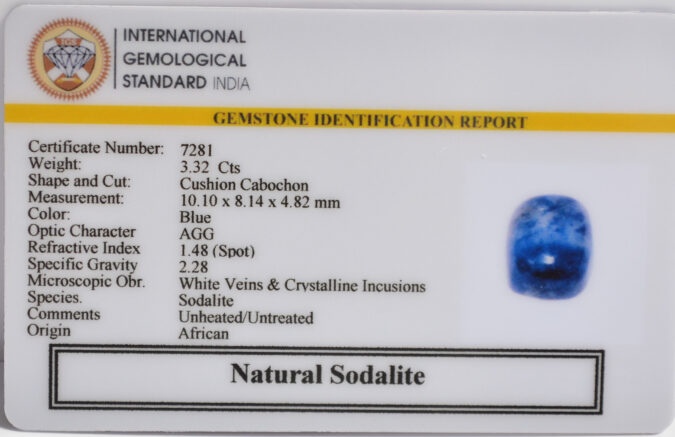 IGS
INTERNATIONAL
GEMOLOGICAL
STANDARD INDIA
GEMSTONE IDENTIFICATION REPORT
Certificate Number: 7281
Weight: 3.32 Cts
Shape and Cut: Cushion Cabochon
Measurement: 10.10 x 8.14 x 4.82 mm
Color: Blue
Optic Character AGG
Refractive Index 1.48 (Spot)
Specific Gravity 2.28
Microscopic Obr. White Veins & Crystalline Incusions
Species. Sodalite
Comments Unheated/Untreated
Origin African
Natural Sodalite